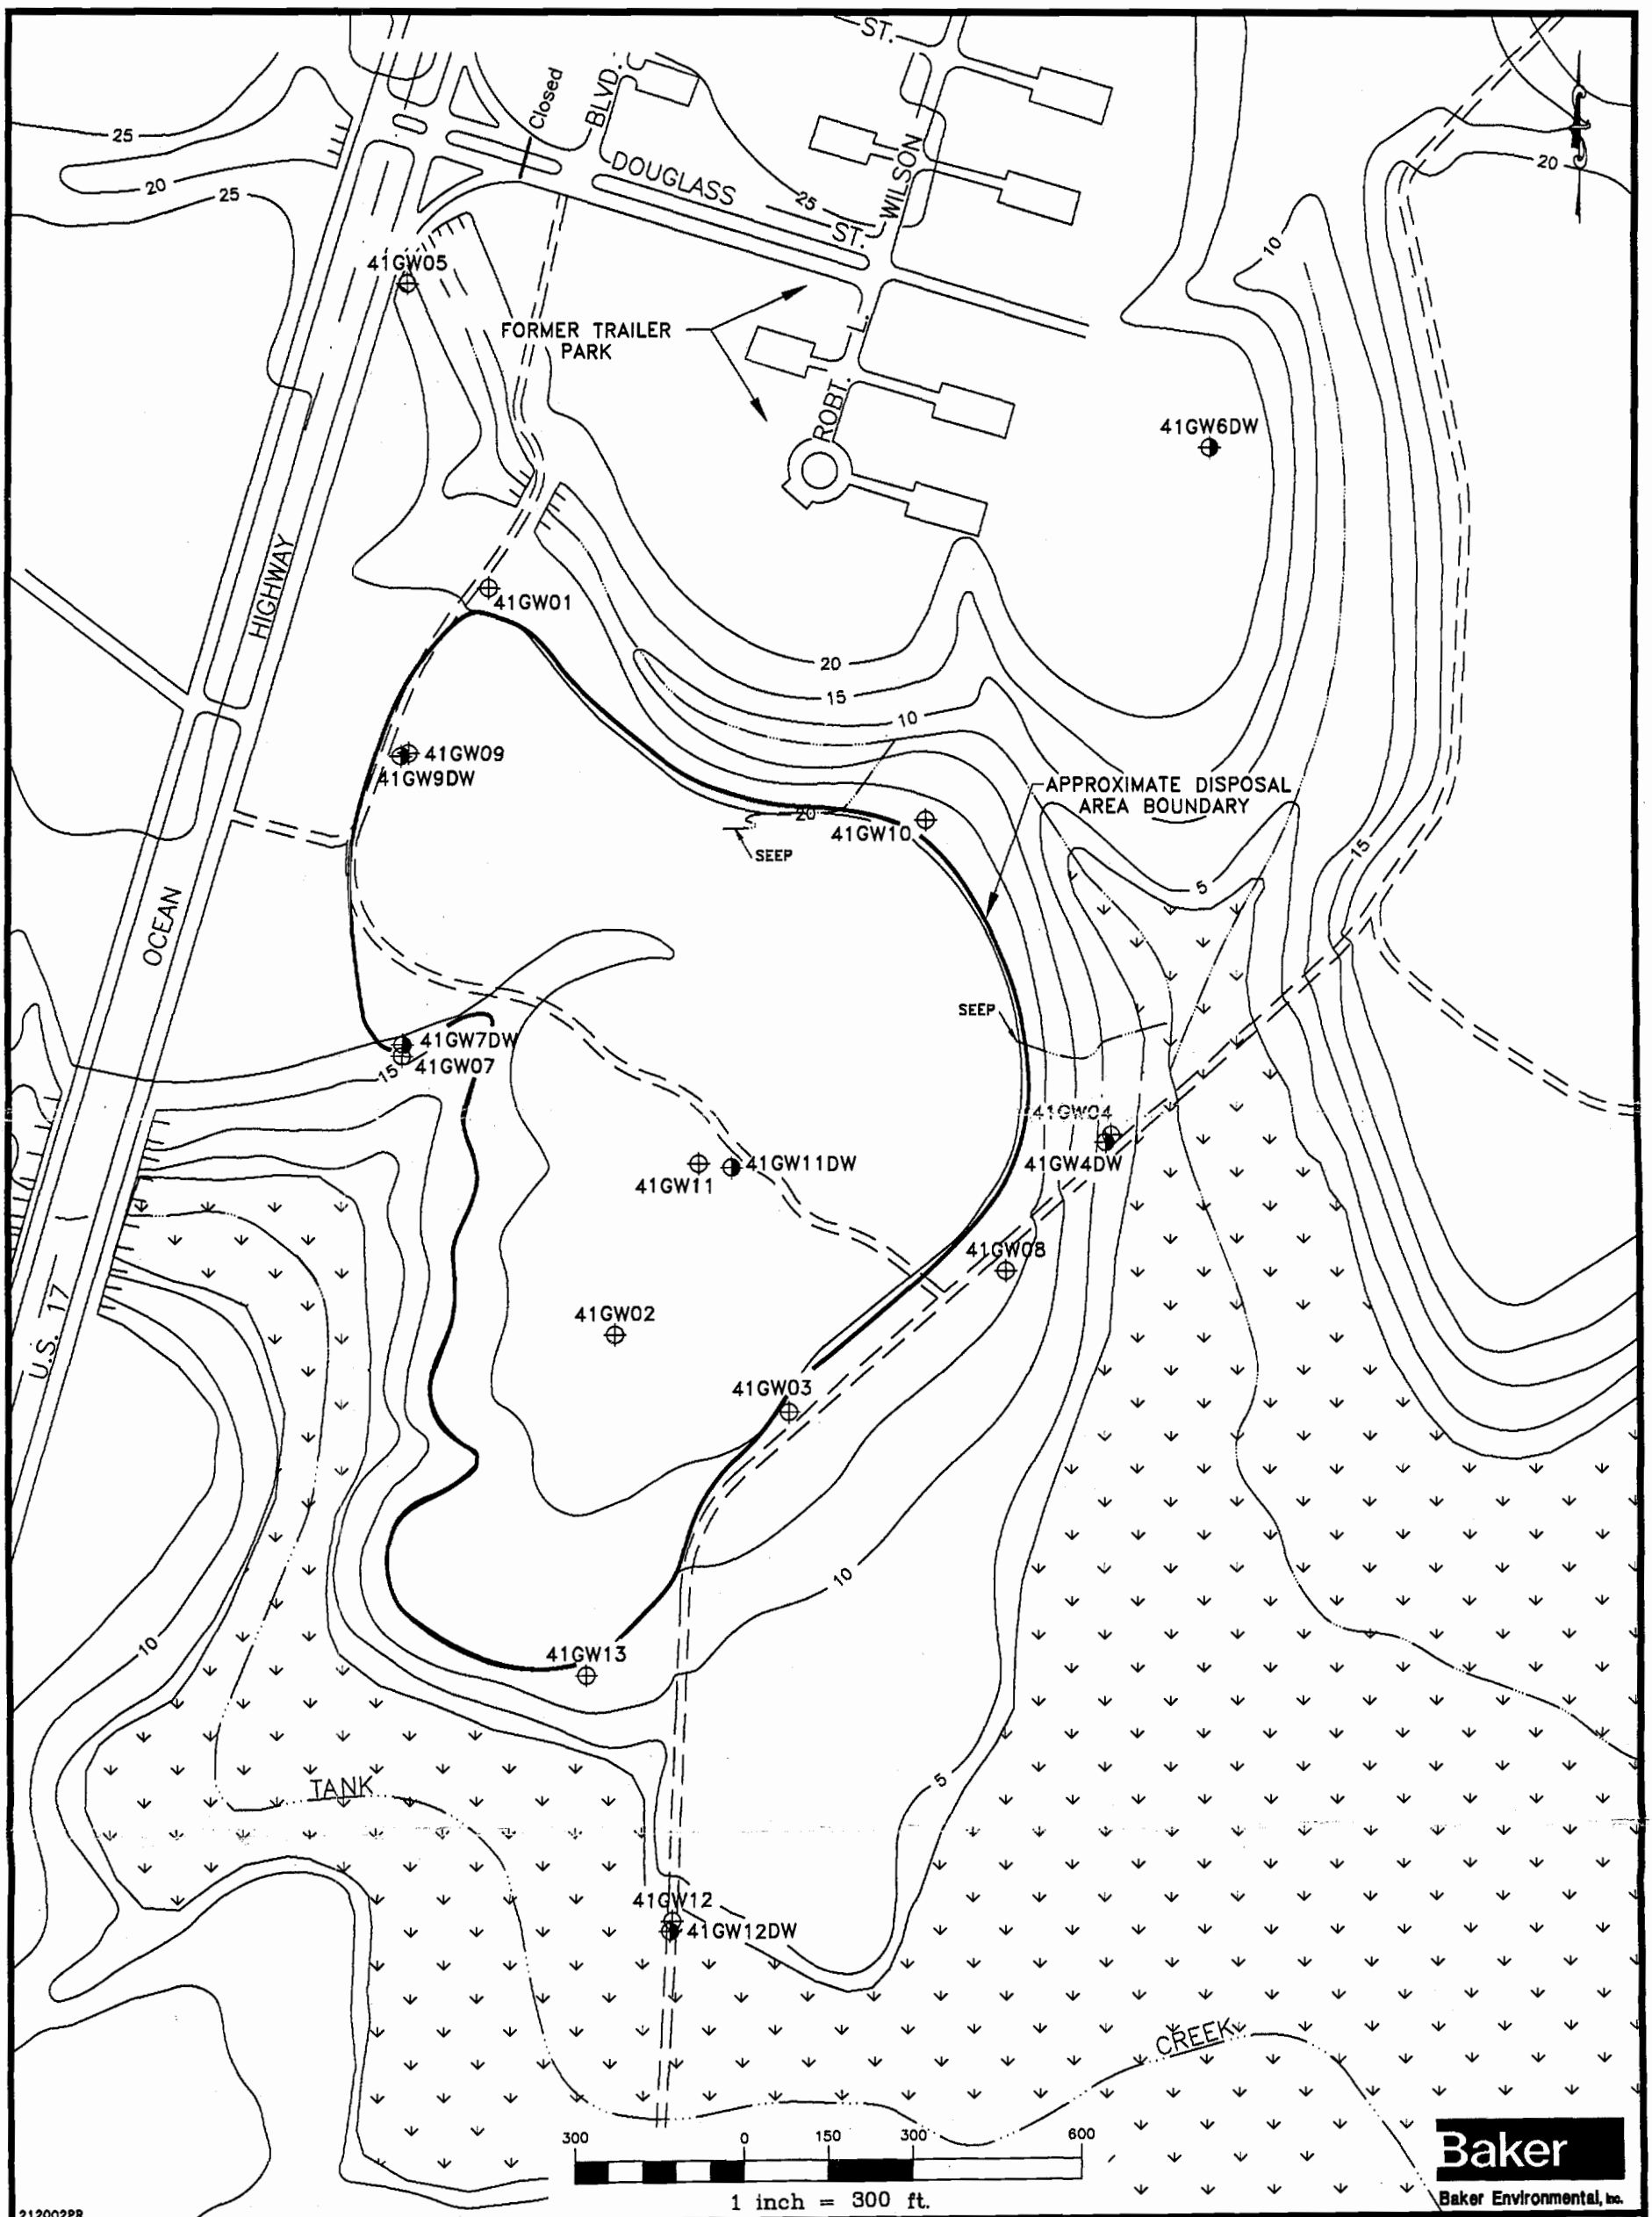 ST.
Closed
BLVD.
25
20
25
DOUGLASS
ST.
25
WILSON
20
10
41GW05
FORMER TRAILER
PARK
L.
ROBT.
41GW6DW
HIGHWAY
41GW01
20
15
10
41GW09
41GW9DW
APPROXIMATE DISPOSAL
AREA BOUNDARY
20
41GW10
SEEP
15
5
OCEAN
SEEP
41GW7DW
41GW07
15
41GW04
41GW4DW
41GW11DW
41GW11
41GW08
U.S. 17
41GW02
41GW03
10
10
41GW13
5
TANK
41GW12
41GW12DW
CREEK
300 0 150 300 600
1 inch = 300 ft.
Baker
Baker Environmental, Inc.
212002PR